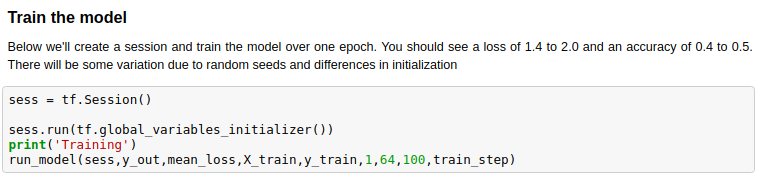 Train the model
Below we'll create a session and train the model over one epoch. You should see a loss of 1.4 to 2.0 and an accuracy of 0.4 to 0.5.
There will be some variation due to random seeds and differences in initialization
sess = tf.Session()
sess.run(tf.global_variables_initializer())
print('Training')
run_model(sess,y_out,mean_loss,X_train,y_train,1,64,100,train_step)